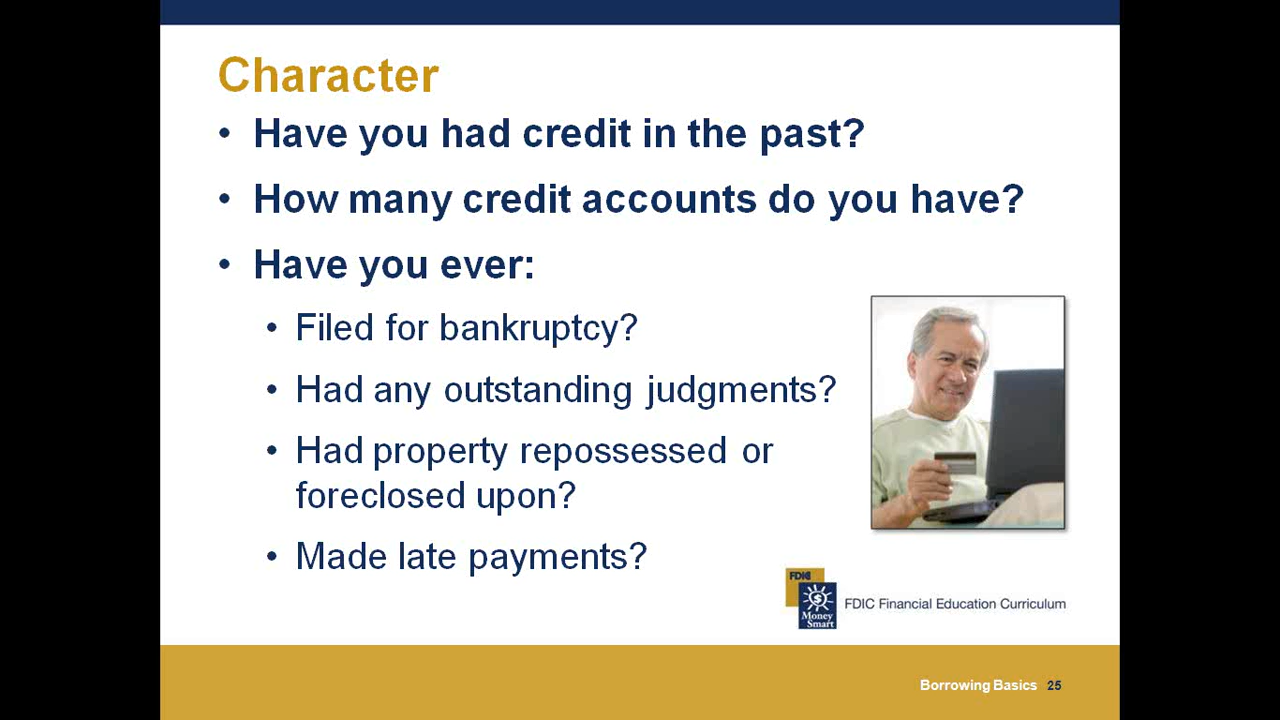 Character
• Have you had credit in the past?
• How many credit accounts do you have?
• Have you ever:
• Filed for bankruptcy?
• Had any outstanding judgments?
• Had property repossessed or
foreclosed upon?
• Made late payments?
FDIC
$
Money
Smart
FDIC Financial Education Curriculum
Borrowing Basics 25